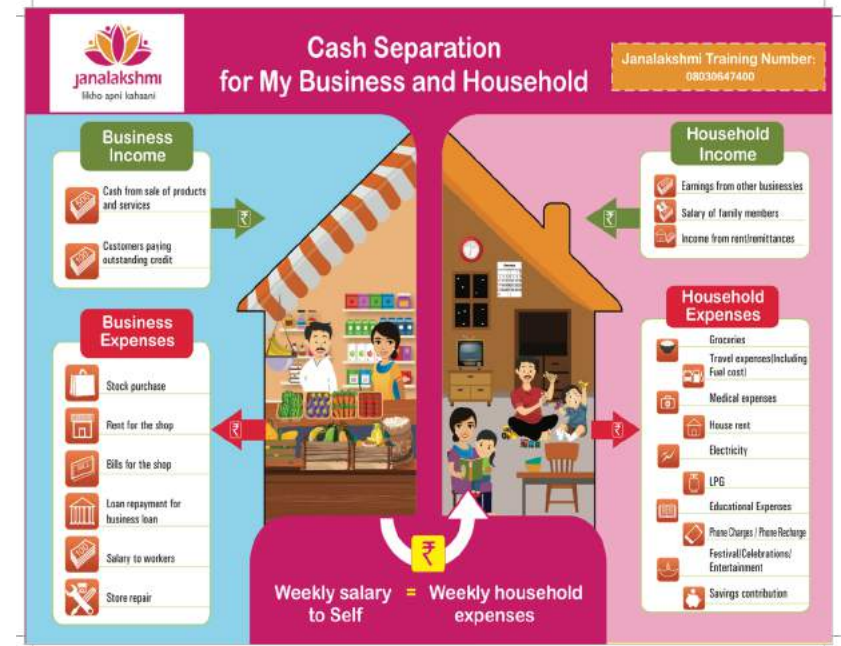 janalakshmi
likho apni kahaani
Cash Separation
for My Business and Household
Janalakshmi Training Number:
08030647400
Business
Income
Cash from sale of products
and services
Customers paying
outstanding credit
₹
Business
Expenses
Stock purchase
Rent for the shop
Bills for the shop
Loan repayment for
business loan
Salary to workers
Store repair
₹
Household
Income
Earnings from other business/es
Salary of family members
Income from rent/remittances
₹
Household
Expenses
Groceries
Travel expenses(Including
Fual cost)
Medical expenses
House rent
Electricity
LPG
Educational Expenses
Phone Charges / Phone Recharge
Festival/Celebrations/
Entertainment
Savings contribution
₹
₹
Weekly salary = Weekly household
to Self expenses